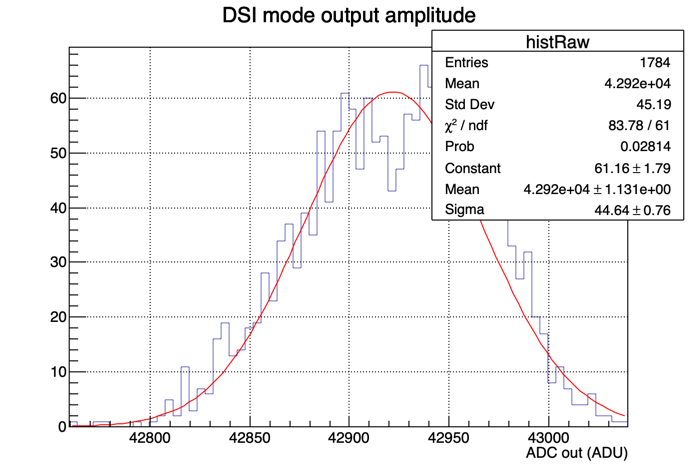 DSI mode output amplitude
histRaw
Entries 1784
Mean 4.292e+04
Std Dev 45.19
χ² / ndf 83.78 / 61
Prob 0.02814
Constant 61.16 ± 1.79
Mean 4.292e+04 ± 1.131e+00
Sigma 44.64 ± 0.76
60
50
40
30
20
10
0
42800 42850 42900 42950 43000
ADC out (ADU)